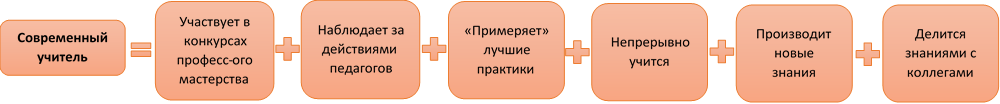 Современный
учитель
Участвует в
конкурсах
професс-ого
мастерства
Наблюдает за
действиями
педагогов
«Примеряет»
лучшие
практики
Непрерывно
учится
Производит
новые
знания
Делится
знаниями с
коллегами